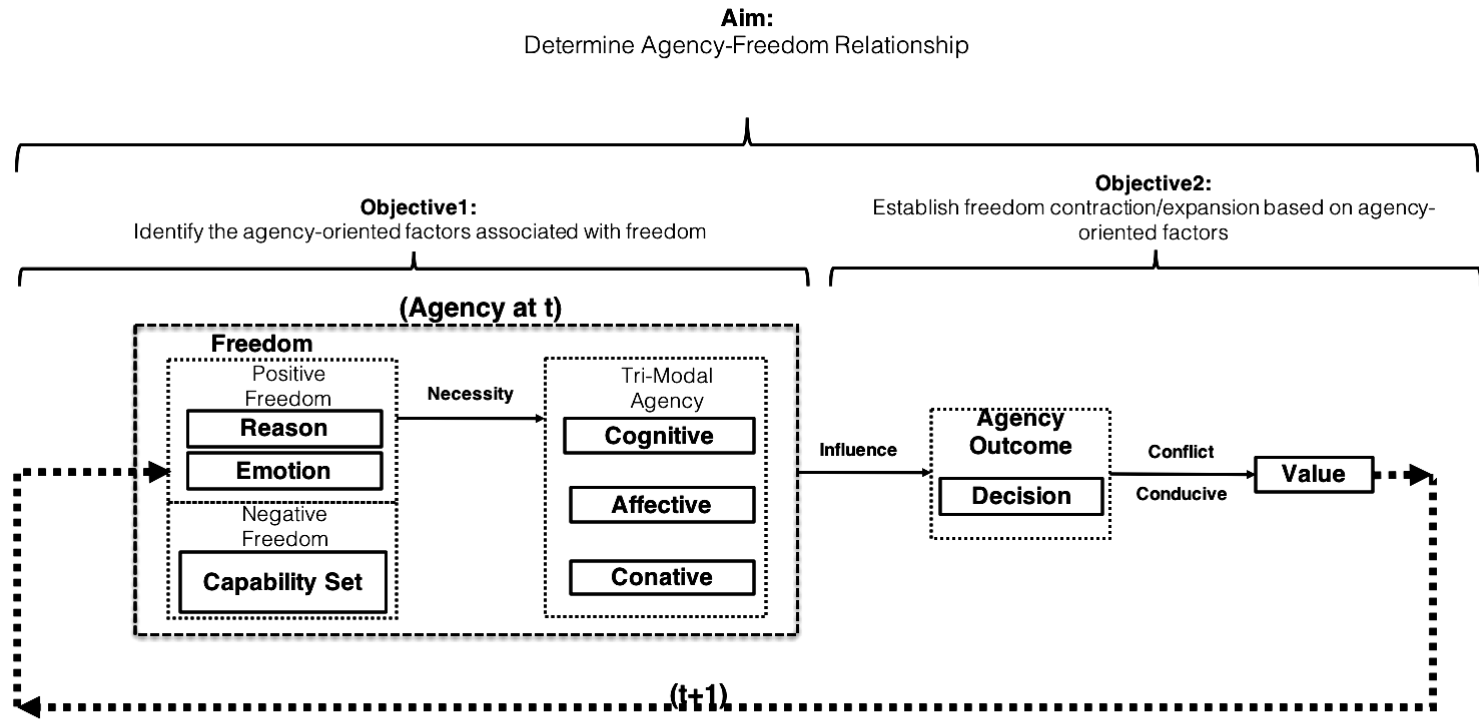 Aim:
Determine Agency-Freedom Relationship
Objective1:
Identify the agency-oriented factors associated with freedom
Objective2:
Establish freedom contraction/expansion based on agency-
oriented factors
(Agency at t)
Freedom
Positive
Freedom
Reason
Emotion
Negative
Freedom
Capability Set
Necessity
Tri-Modal
Agency
Cognitive
Affective
Conative
Influence
Agency
Outcome
Decision
Conflict
Conducive
Value
(t+1)